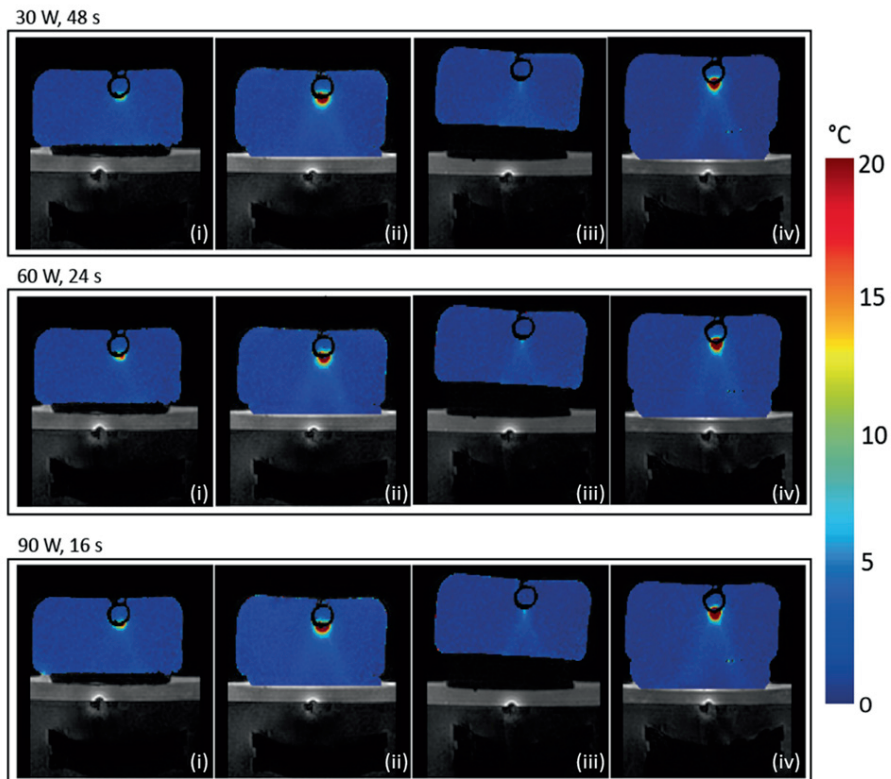 30 W, 48 s
(i) (ii) (iii) (iv)
°C
20
15
10
5
0
60 W, 24 s
(i) (ii) (iii) (iv)
90 W, 16 s
(i) (ii) (iii) (iv)